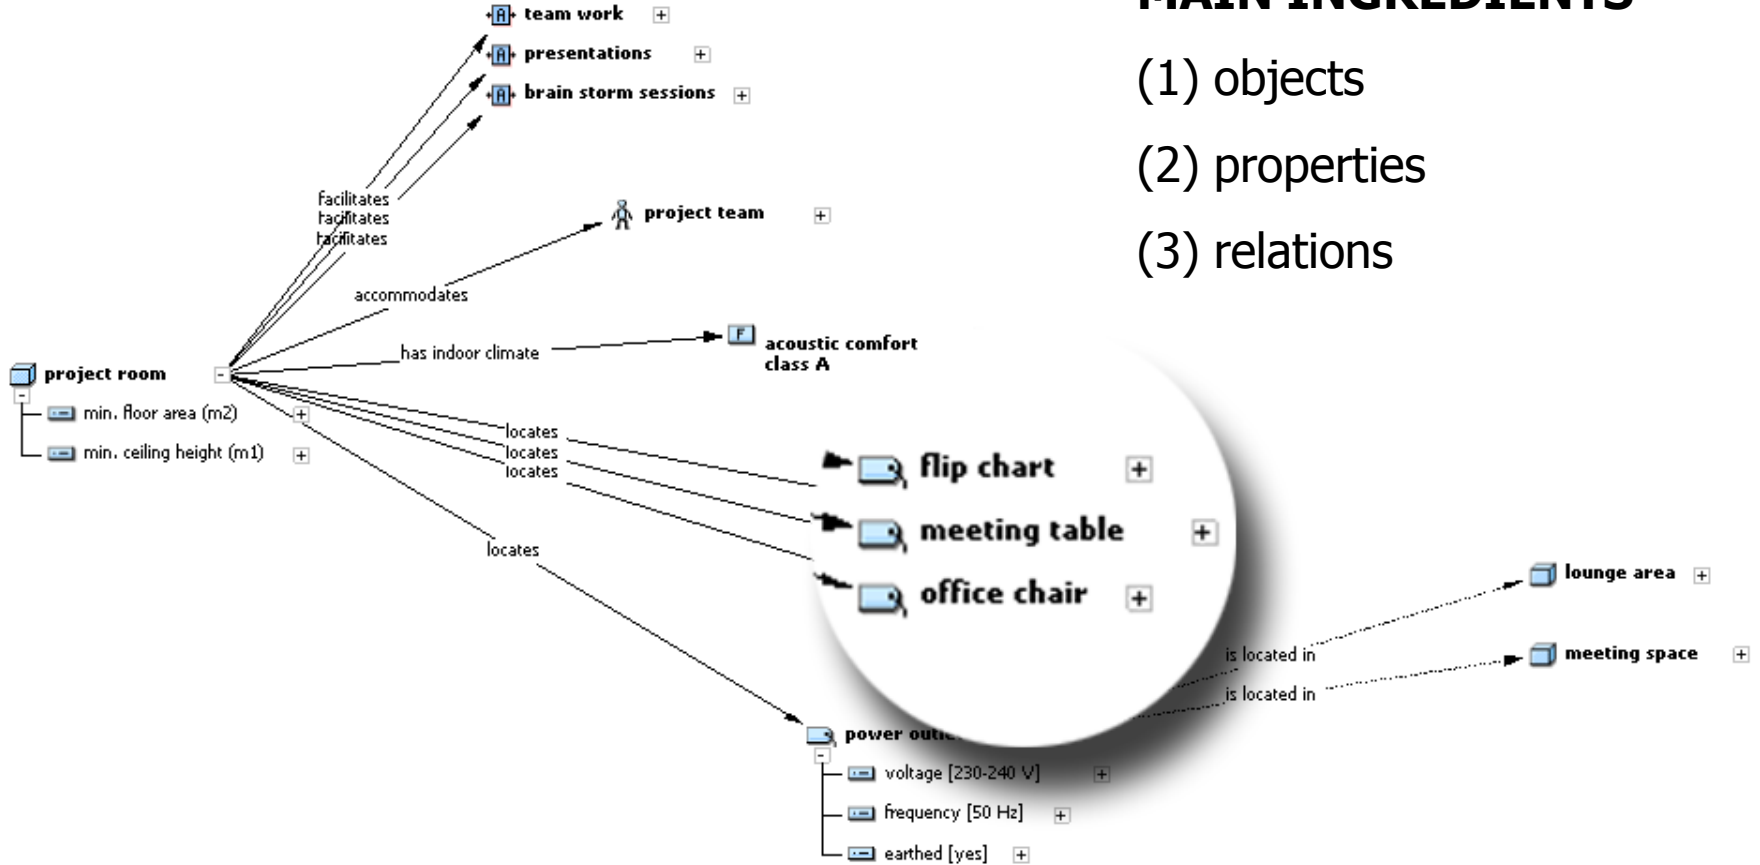 MAIN INGREDIENTS
(1) objects
(2) properties
(3) relations
team work
presentations
brain storm sessions
facilitates
facilitates
facilitates
project team
accommodates
has indoor climate
acoustic comfort
class A
project room
min. floor area (m2)
min. ceiling height (m1)
locates
locates
locates
flip chart
meeting table
office chair
locates
lounge area
is located in
meeting space
is located in
power
voltage [230-240 V]
frequency [50 Hz]
earthed [yes]